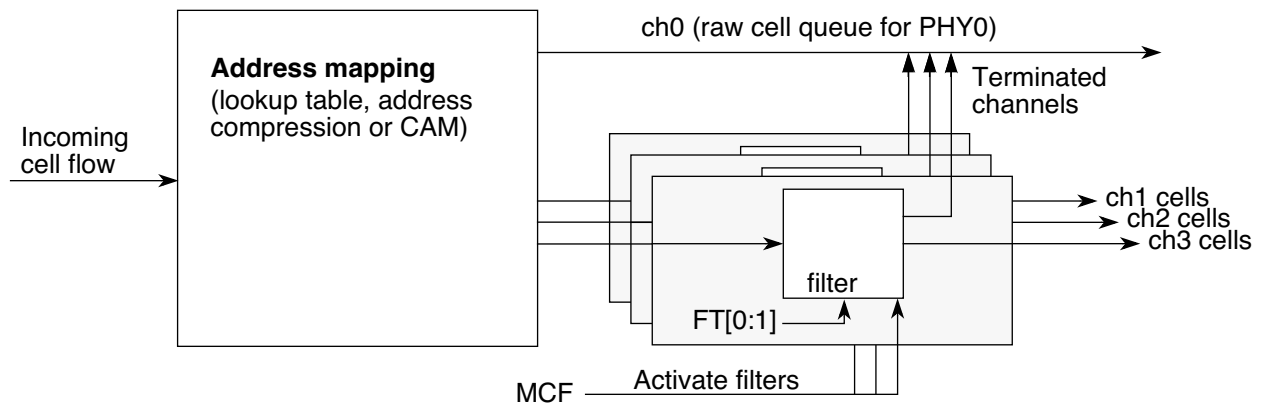 ch0 (raw cell queue for PHY0)
Address mapping
(lookup table, address
compression or CAM)
Terminated
channels
Incoming
cell flow
ch1 cells
ch2 cells
ch3 cells
filter
FT[0:1]
Activate filters
MCF